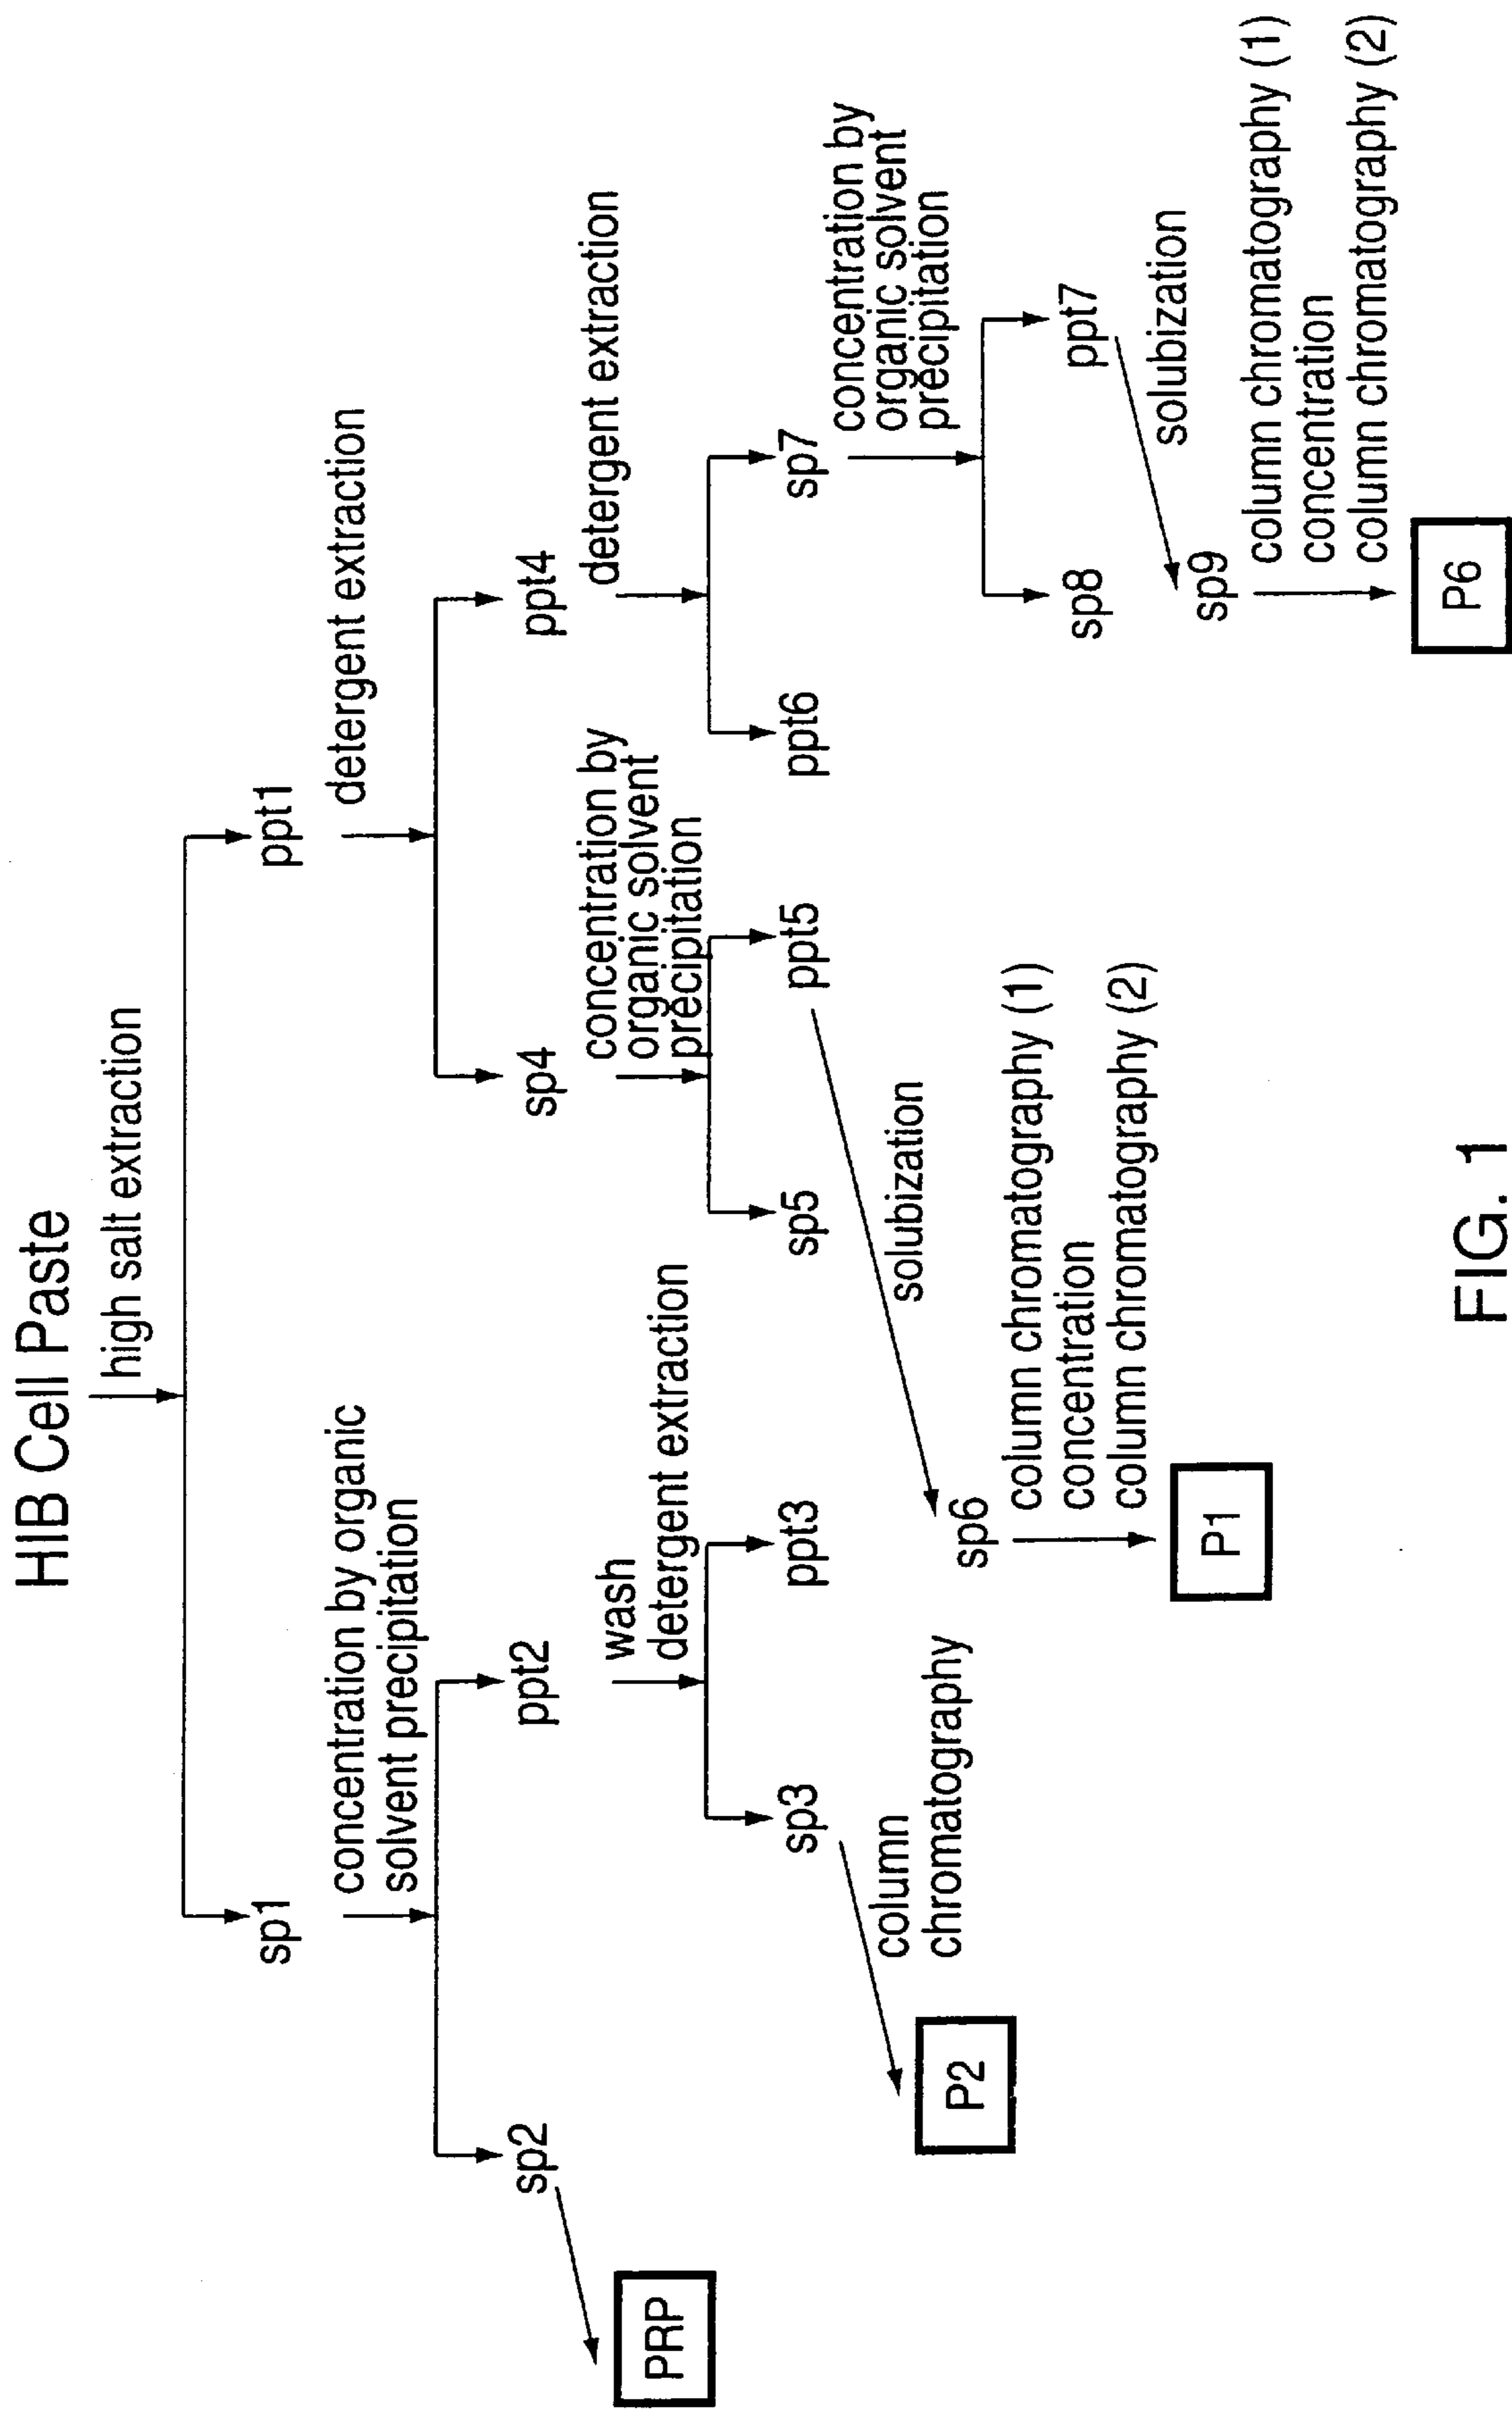 HIB Cell Paste
high salt extraction
sp1
ppt1
concentration by organic
solvent precipitation
detergent extraction
sp2
ppt2
sp4
ppt4
PRP
wash
detergent extraction
concentration by
organic solvent
precipitation
detergent extraction
sp3
ppt3
sp5
ppt5
ppt6
sp7
column
chromatography
solubization
concentration by
organic solvent
precipitation
P2
sp6
sp8
ppt7
column chromatography (1)
concentration
column chromatography (2)
solubization
P1
sp9
column chromatography (1)
concentration
column chromatography (2)
P6
FIG. 1